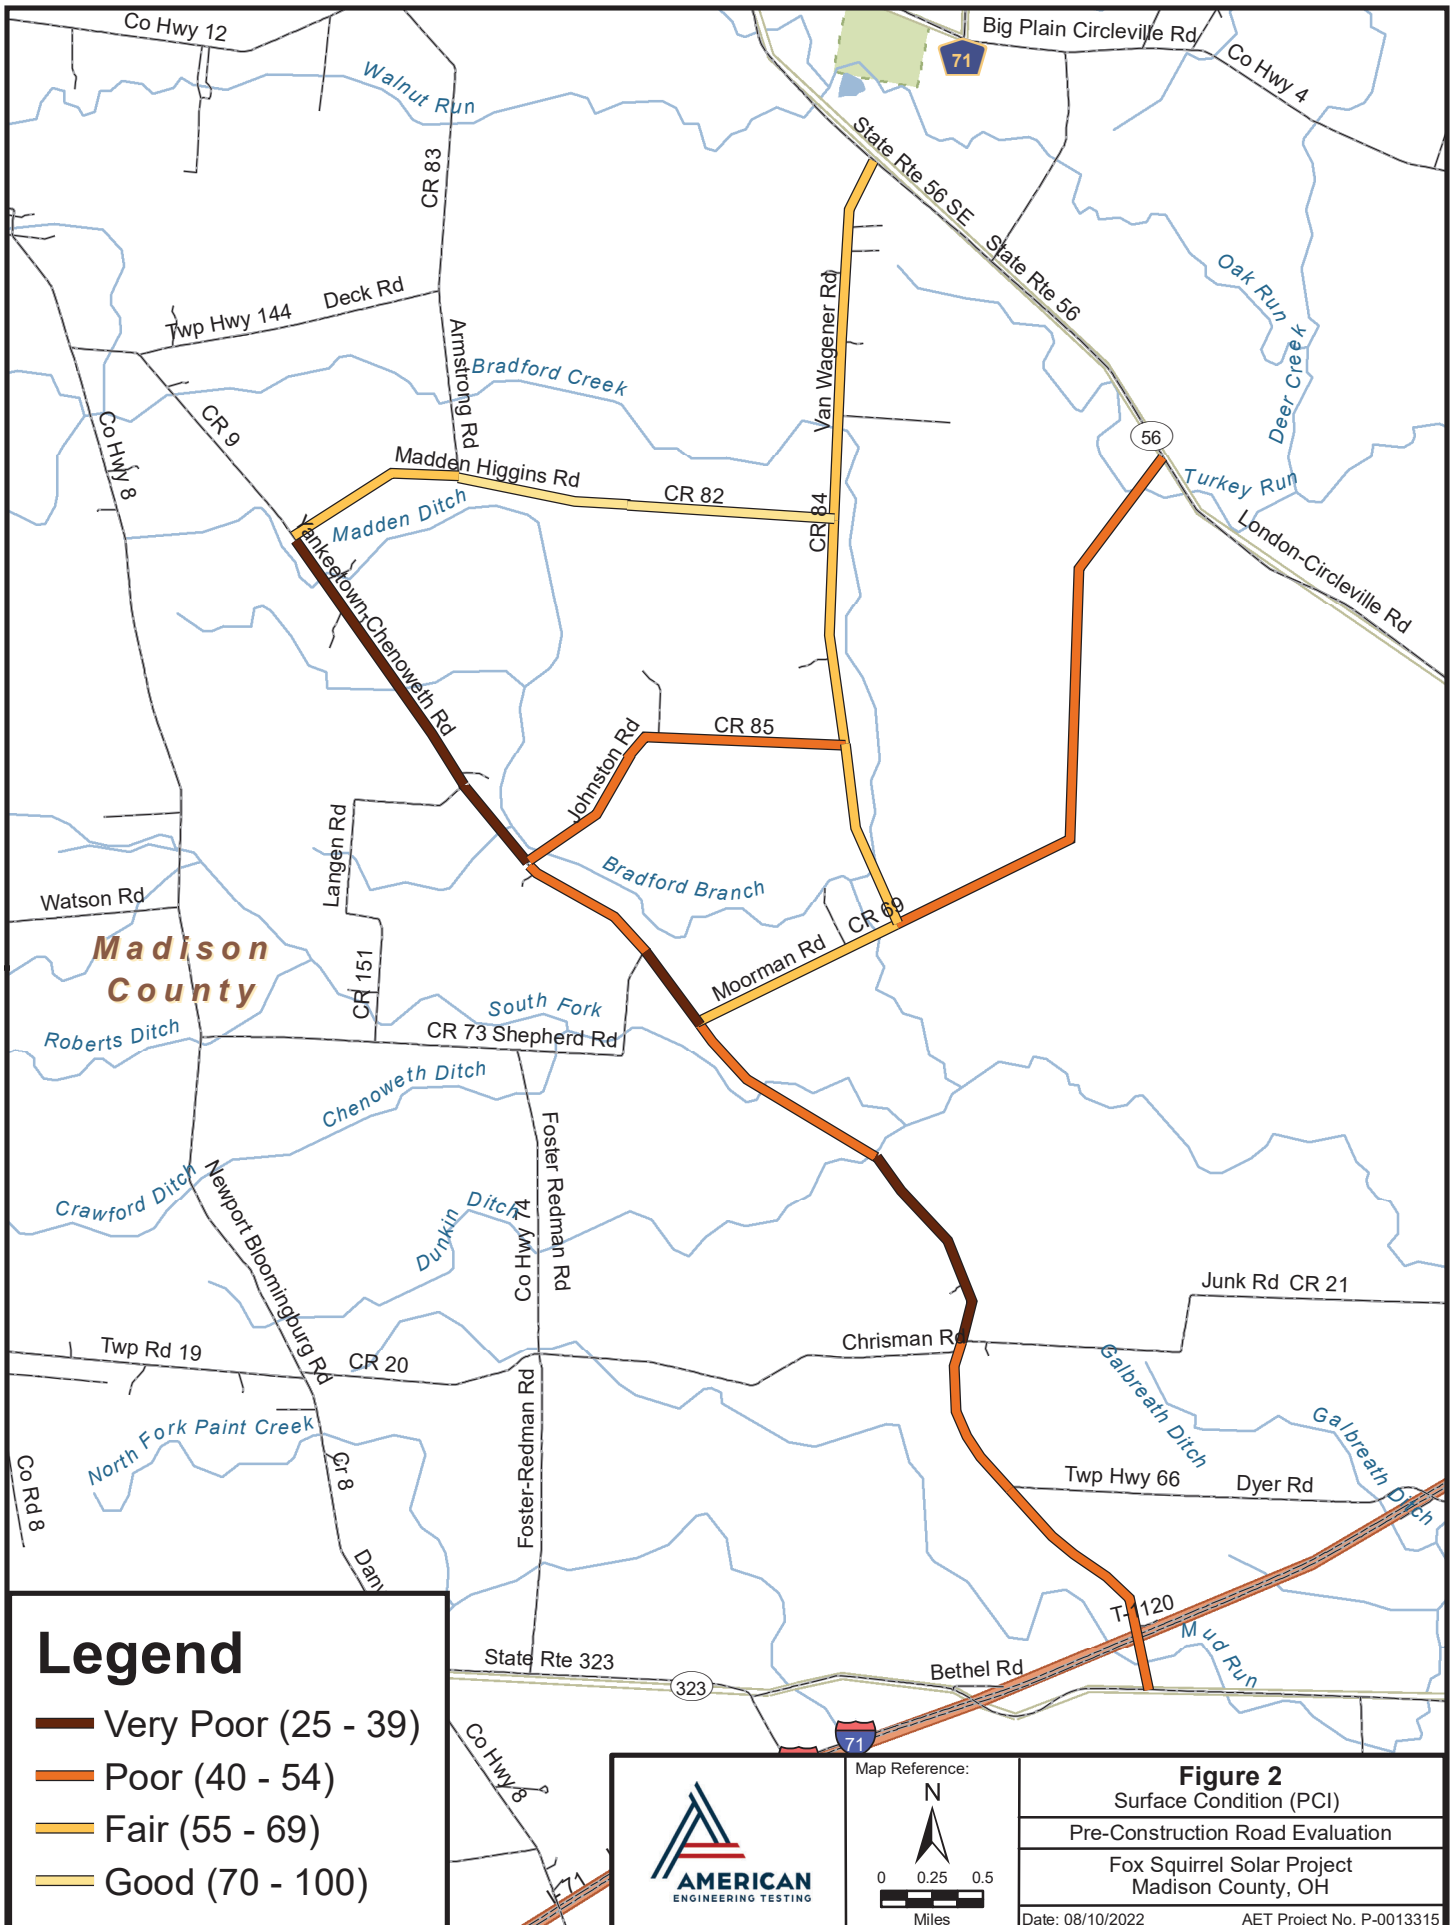 Co Hwy 12
Big Plain Circleville Rd
71
Co Hwy 4
Walnut Run
State Rte 56 SE
CR 83
State Rte 56
Oak Run
Deer Creek
Deck Rd
Twp Hwy 144
Armstrong Rd
Van Wagener Rd
Bradford Creek
CR 9
Co Hwy 8
56
Madden Higgins Rd
CR 82
CR 84
Madden Ditch
Turkey Run
London-Circleville Rd
Yankeetown-Chenoweth Rd
Johnston Rd
CR 85
Langen Rd
Bradford Branch
Watson Rd
CR 69
Moorman Rd
Madison
County
CR 151
South Fork
Roberts Ditch
CR 73 Shepherd Rd
Chenoweth Ditch
Foster Redman Rd
Crawford Ditch
Newport Bloomingburg Rd
Dunkin Ditch
Co Hwy 74
Junk Rd CR 21
Chrisman Rd
Twp Rd 19
CR 20
Galbreath Ditch
Foster-Redman Rd
Galbreath Ditch
North Fork Paint Creek
Co Rd 8
Cr 8
Twp Hwy 66
Dyer Rd
Danv
T-1120
Mud Run
State Rte 323
323
Bethel Rd
71
Co Hwy 8
I-71
Legend
Very Poor (25 - 39)
Poor (40 - 54)
Fair (55 - 69)
Good (70 - 100)
AMERICAN
ENGINEERING TESTING
Map Reference:
N
0 0.25 0.5
Miles
Figure 2
Surface Condition (PCI)
Pre-Construction Road Evaluation
Fox Squirrel Solar Project
Madison County, OH
Date: 08/10/2022 AET Project No. P-0013315